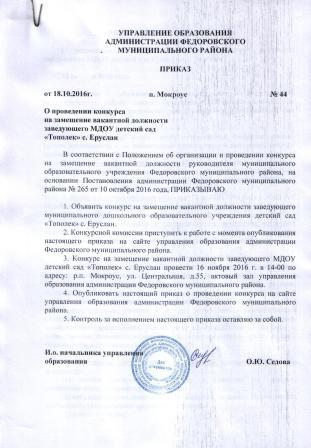 УПРАВЛЕНИЕ ОБРАЗОВАНИЯ
АДМИНИСТРАЦИИ ФЕДОРОВСКОГО
МУНИЦИПАЛЬНОГО РАЙОНА
ПРИКАЗ
от 18.10.2016г. п. Мокроус № 44
О проведении конкурса
на замещение вакантной должности
заведующего МДОУ детский сад
«Тополек» с. Еруслан
В соответствии с Положением об организации и проведении конкурса
на замещение вакантной должности руководителя муниципального
образовательного учреждения Федоровского муниципального района, на
основании Постановления администрации Федоровского муниципального
района № 265 от 10 октября 2016 года, ПРИКАЗЫВАЮ
1. Объявить конкурс на замещение вакантной должности заведующего
муниципального дошкольного образовательного учреждения детский сад
«Тополек» с. Еруслан.
2. Конкурсной комиссии приступить к работе с момента опубликования
настоящего приказа на сайте управления образования администрации
Федоровского муниципального района.
3. Конкурс на замещение вакантной должности заведующего МДОУ
детский сад «Тополек» с. Еруслан провести 16 ноября 2016 г. в 14-00 по
адресу: р.п. Мокроус, ул. Центральная, д.55, актовый зал управления
образования администрации Федоровского муниципального района.
4. Опубликовать настоящий приказ о проведении конкурса на сайте
управления образования администрации Федоровского муниципального
района.
5. Контроль за исполнением настоящего приказа оставляю за собой.
И.о. начальника управления
образования О.Ю. Седова
Для
документов